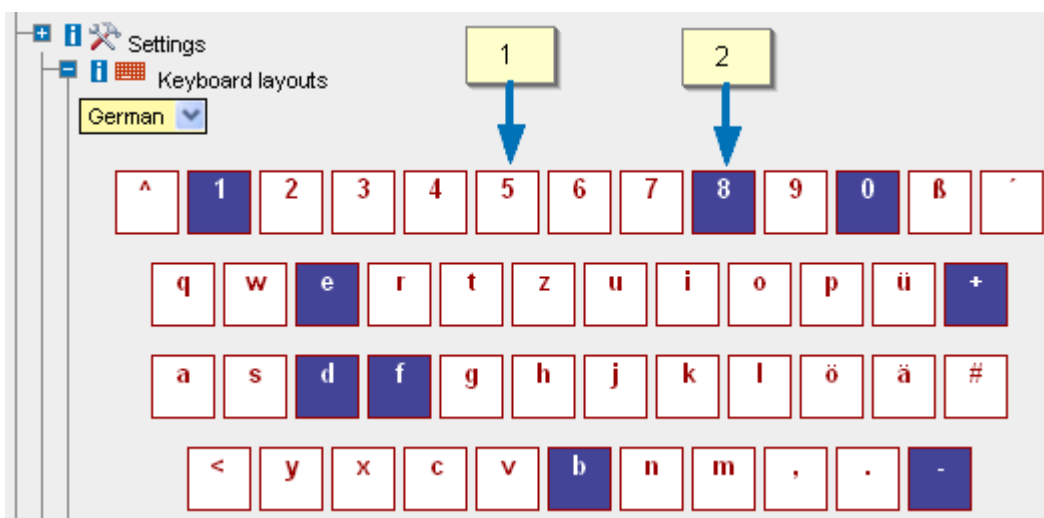 Settings
1 2
Keyboard layouts
German
^ 1 2 3 4 5 6 7 8 9 0 ß ´
q w e r t z u i o p ü +
a s d f g h j k l ö ä #
< y x c v b n m , . -